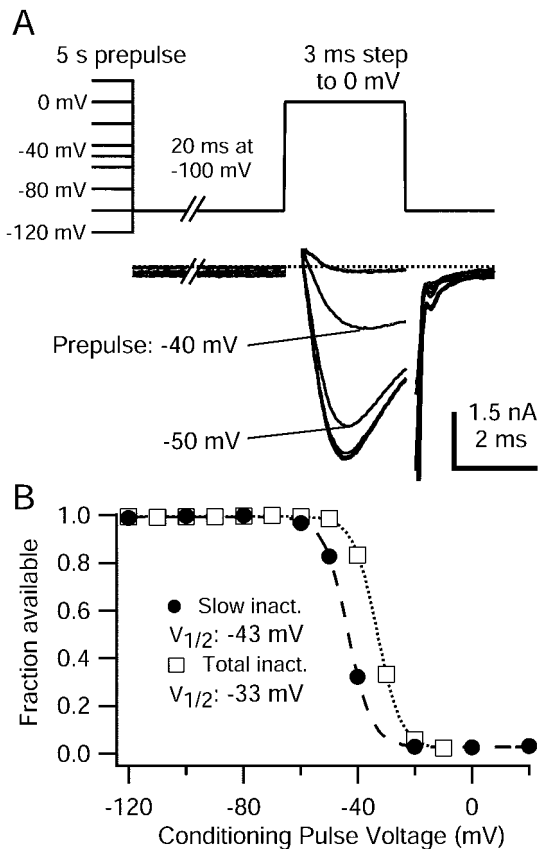 A
5 s prepulse
3 ms step
to 0 mV
0 mV
-40 mV
20 ms at
-100 mV
-80 mV
-120 mV
Prepulse: -40 mV
-50 mV
1.5 nA
2 ms
B
Fraction available
1.0
0.8
0.6
0.4
0.2
0.0
Slow inact.
V1/2: -43 mV
Total inact.
V1/2: -33 mV
-120
-80
-40
0
Conditioning Pulse Voltage (mV)